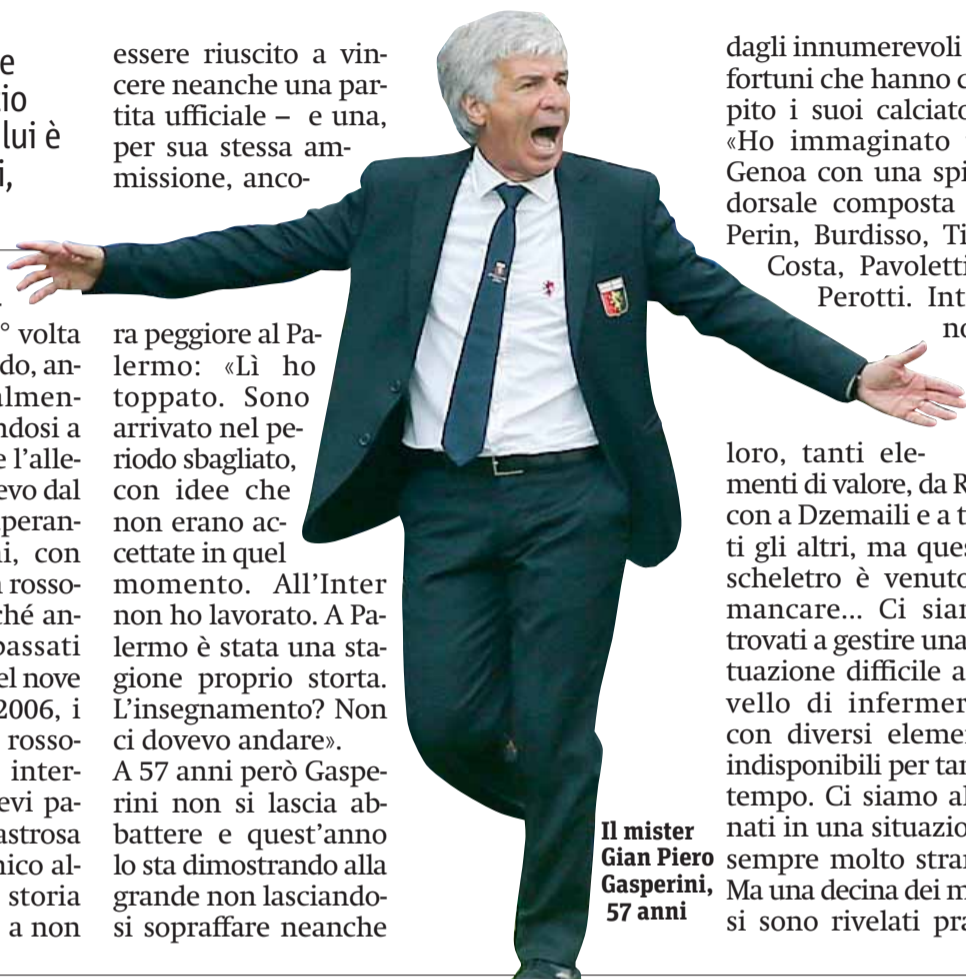 e
io
lui è
i,
° volta
do, an-
almen-
ndosi a
e l'alle-
evo dal
peran-
ni, con
rosso-
ché an-
passati
el nove
2006, i
rosso-
inter-
evi pa-
astrosa
nico al-
storia
a non
essere riuscito a vin-
cere neanche una par-
tita ufficiale – e una,
per sua stessa am-
missione, anco-
ra peggiore al Pa-
lermo: «Lì ho
toppato. Sono
arrivato nel pe-
riodo sbagliato,
con idee che
non erano ac-
cettate in quel
momento. All'Inter
non ho lavorato. A Pa-
lermo è stata una sta-
gione proprio storta.
L'insegnamento? Non
ci dovevo andare».
A 57 anni però Gaspe-
rini non si lascia ab-
battere e quest'anno
lo sta dimostrando alla
grande non lasciando-
si sopraffare neanche
Il mister
Gian Piero
Gasperini,
57 anni
dagli innumerevoli
fortuni che hanno c
pito i suoi calciato
«Ho immaginato
Genoa con una spi
dorsale composta
Perin, Burdisso, Ti
Costa, Pavoletti
Perotti. Int
no
loro, tanti ele-
menti di valore, da R
con a Dzemaili e a t
ti gli altri, ma ques
scheletro è venuto
mancare... Ci siam
trovati a gestire una
tuazione difficile a
vello di infermer
con diversi eleme
indisponibili per tan
tempo. Ci siamo al
nati in una situazio
sempre molto stran
Ma una decina dei m
si sono rivelati pra